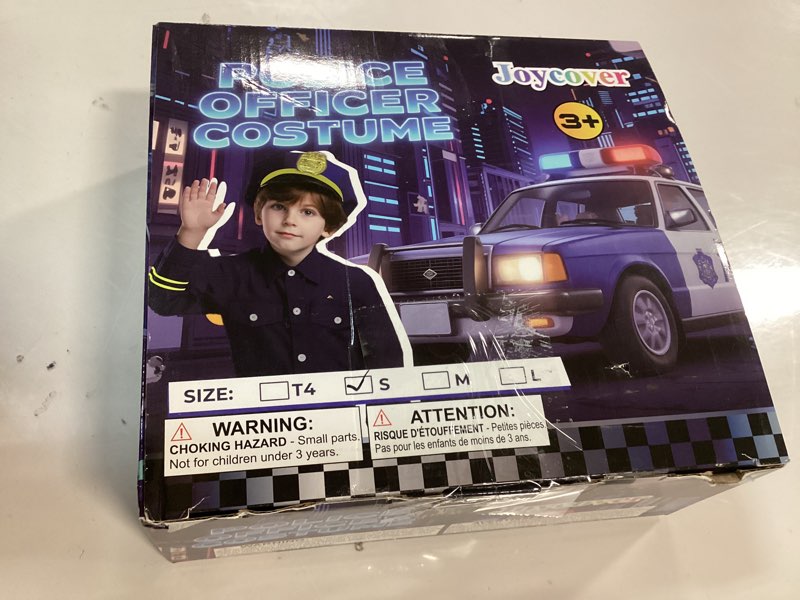 POLICE
OFFICER
COSTUME
Joycover
3+
SIZE: T4 S M L
WARNING:
CHOKING HAZARD - Small parts.
Not for children under 3 years.
ATTENTION:
RISQUE D'ÉTOUFFEMENT - Petites pièces
Pas pour les enfants de moins de 3 ans.